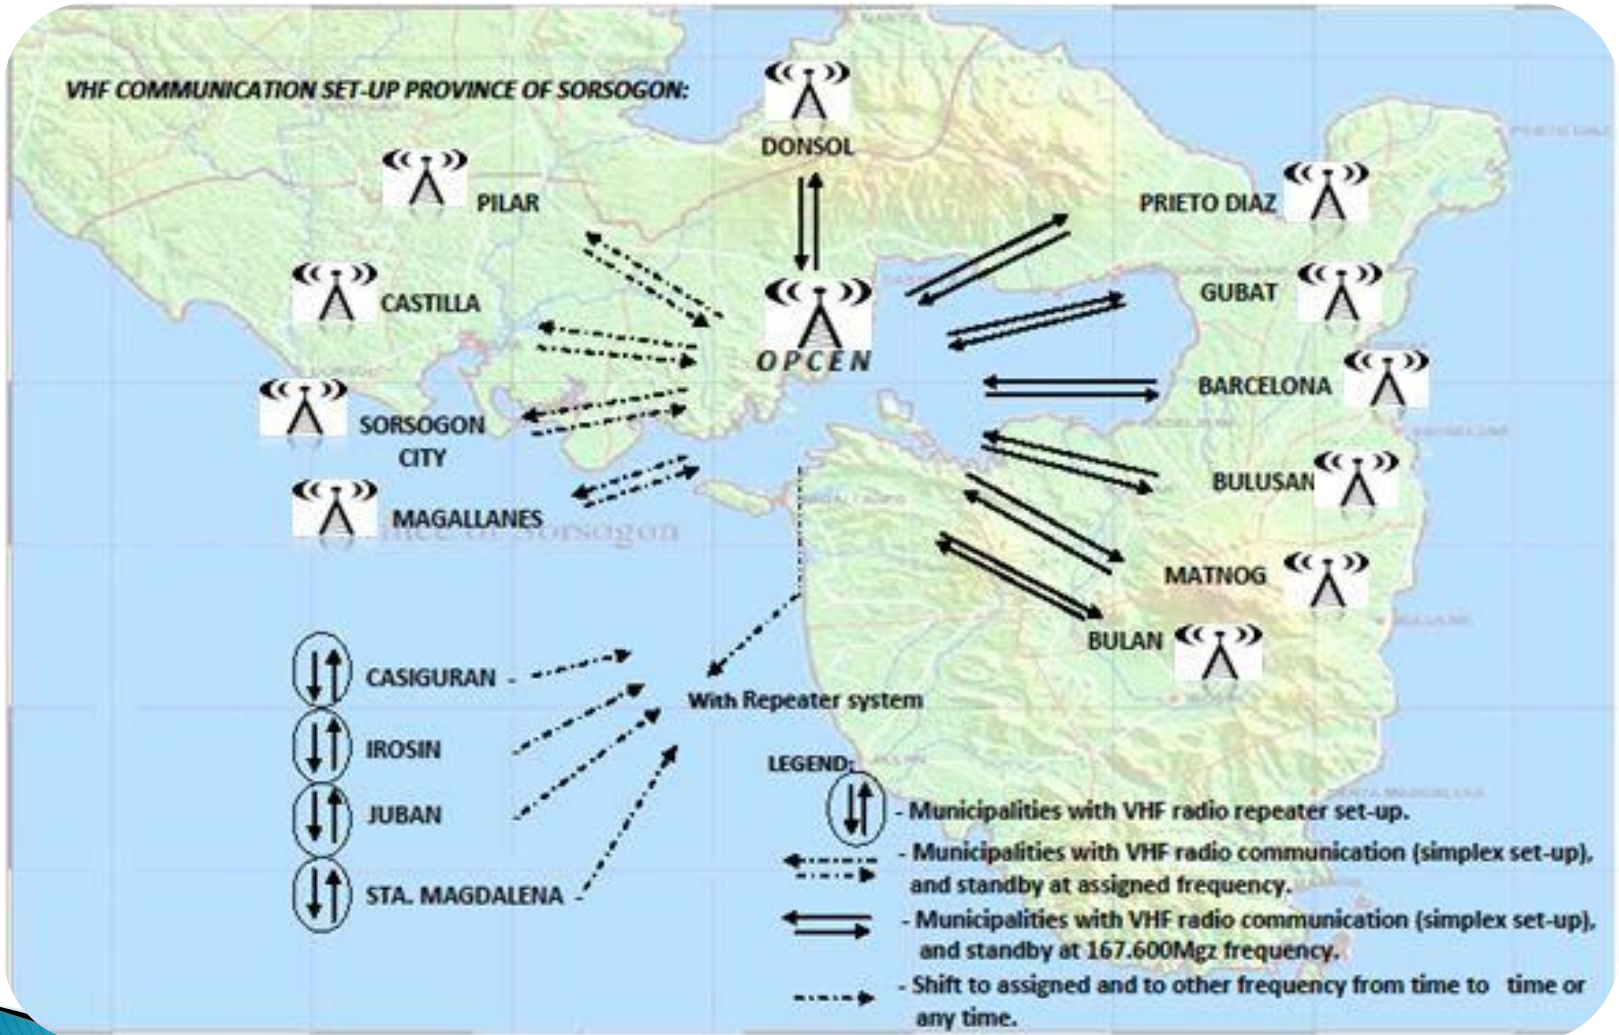 VHF COMMUNICATION SET-UP PROVINCE OF SORSOGON:
DONSOL
PILAR
PRIETO DIAZ
CASTILLA
GUBAT
OPCEN
BARCELONA
SORSOGON
CITY
BULUSAN
MAGALLANES
of Sorsogon
MATNOG
BULAN
CASIGURAN -
With Repeater system
IROSIN
LEGEND:
JUBAN
- Municipalities with VHF radio repeater set-up.
- Municipalities with VHF radio communication (simplex set-up),
and standby at assigned frequency.
STA. MAGDALENA -
- Municipalities with VHF radio communication (simplex set-up),
and standby at 167.600Mgz frequency.
- Shift to assigned and to other frequency from time to time or
any time.